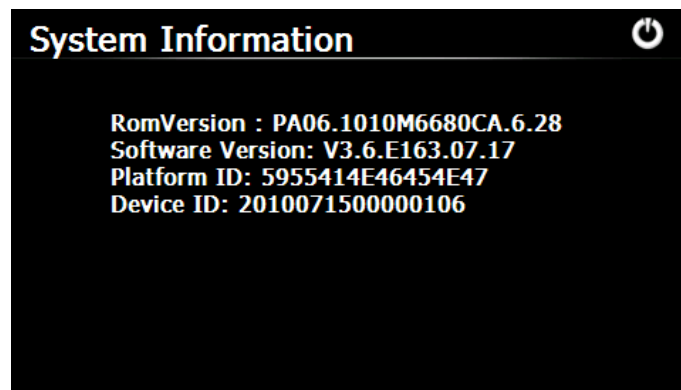 System Information
RomVersion : PA06.1010M6680CA.6.28
Software Version: V3.6.E163.07.17
Platform ID: 5955414E46454E47
Device ID: 2010071500000106